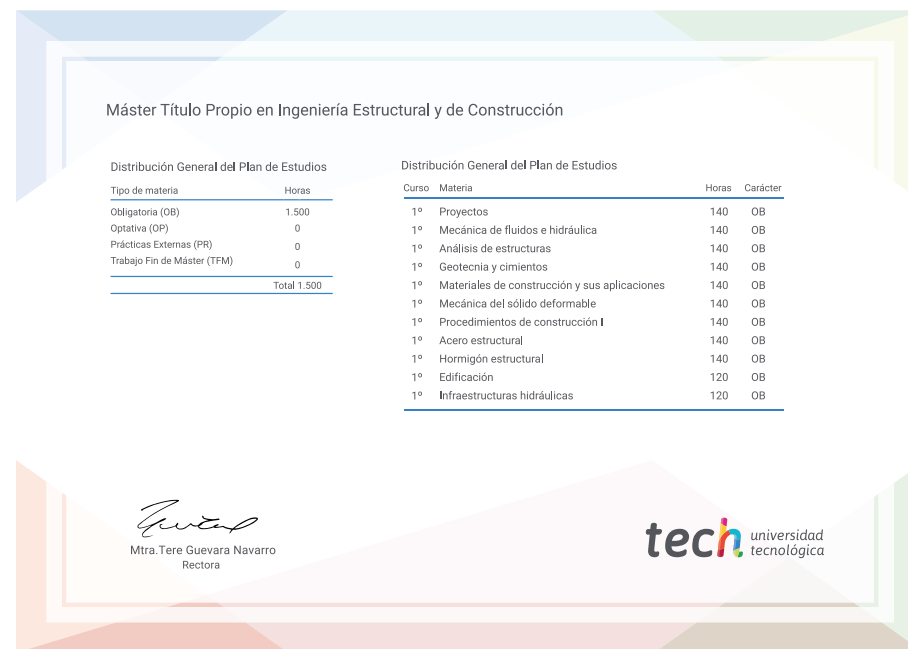 Máster Título Propio en Ingeniería Estructural y de Construcción
Distribución General del Plan de Estudios
Tipo de materia Horas
Obligatoria (OB) 1.500
Optativa (OP) 0
Prácticas Externas (PR) 0
Trabajo Fin de Máster (TFM) 0
Total 1.500
Distribución General del Plan de Estudios
Curso Materia Horas Carácter
1º Proyectos 140 OB
1º Mecánica de fluidos e hidráulica 140 OB
1º Análisis de estructuras 140 OB
1º Geotecnia y cimientos 140 OB
1º Materiales de construcción y sus aplicaciones 140 OB
1º Mecánica del sólido deformable 140 OB
1º Procedimientos de construcción I 140 OB
1º Acero estructural 140 OB
1º Hormigón estructural 140 OB
1º Edificación 120 OB
1º Infraestructuras hidráulicas 120 OB
Mtra.Tere Guevara Navarro
Rectora
tech universidad
tecnológica